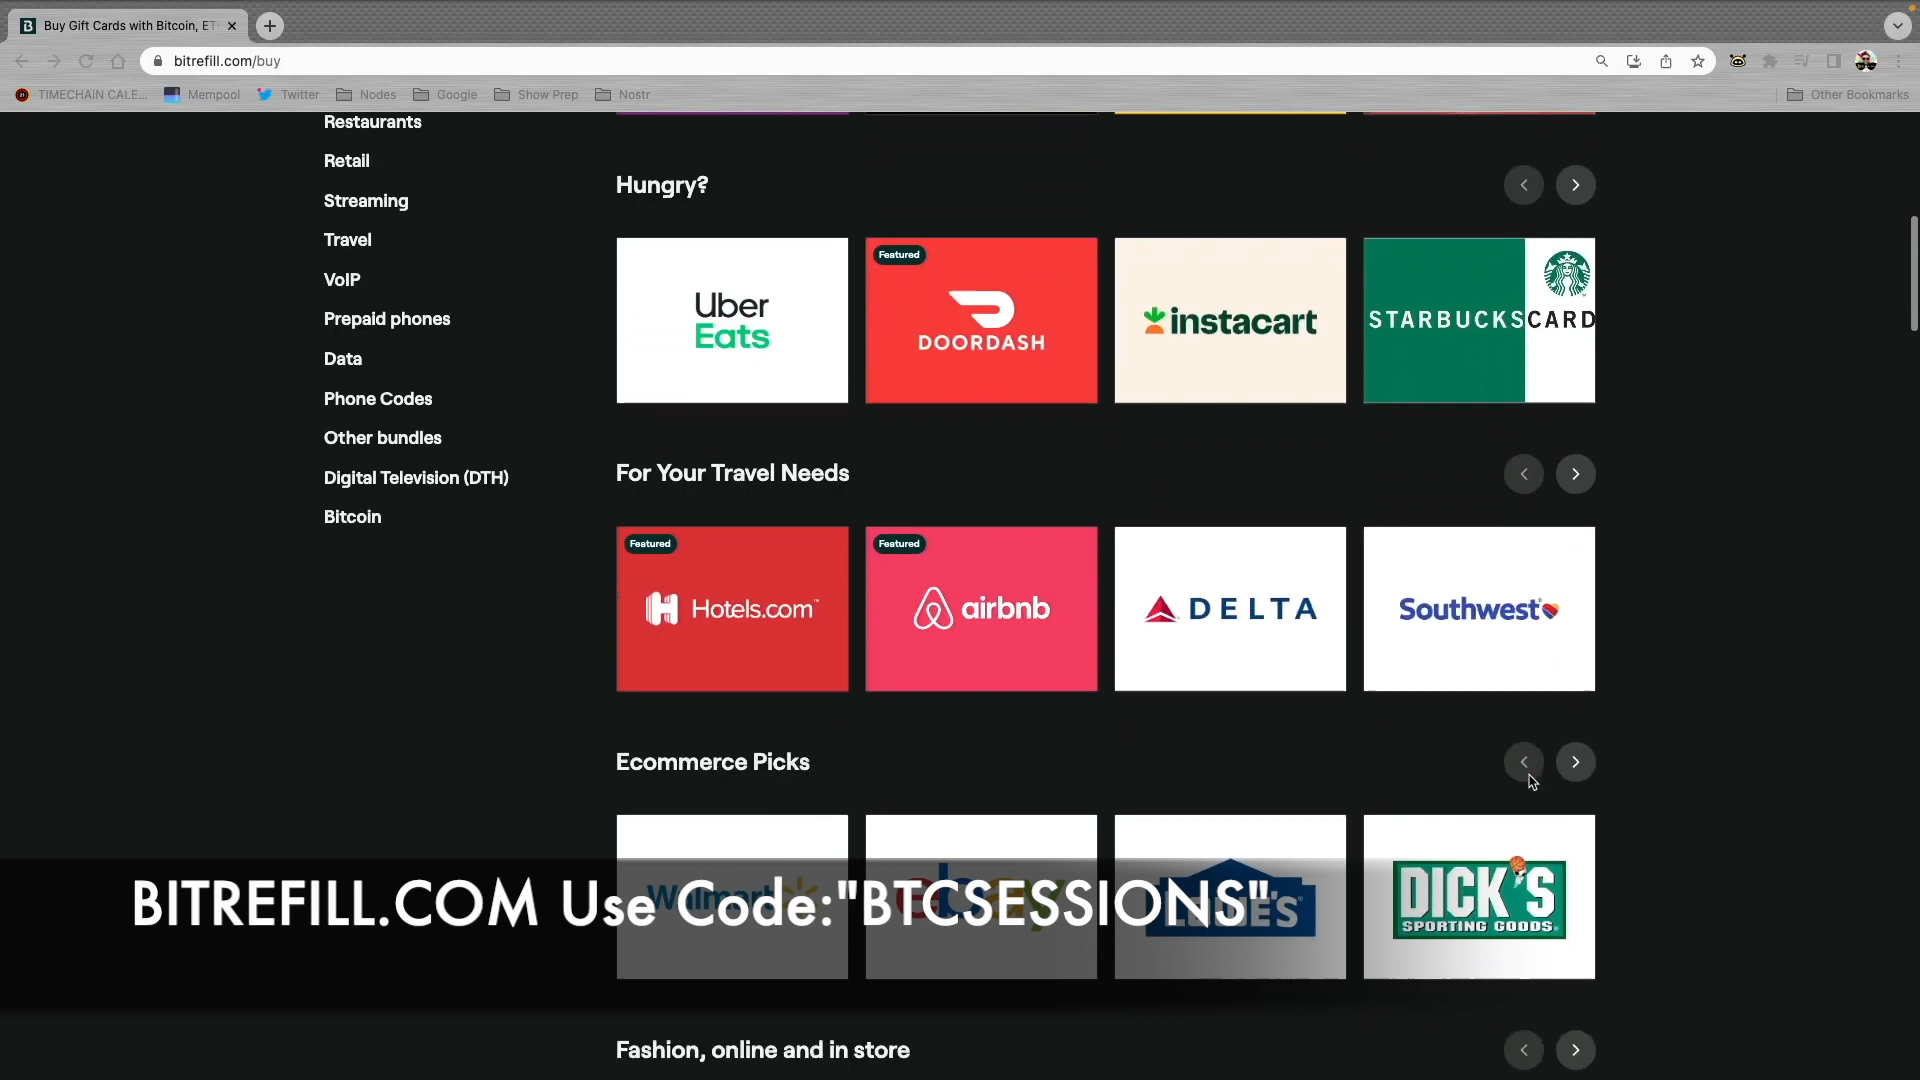 Buy Gift Cards with Bitcoin, ET
bitrefill.com/buy
TIMECHAIN CALE...
Mempool
Twitter
Nodes
Google
Show Prep
Nostr
Other Bookmarks
Restaurants
Retail
Streaming
Travel
VoIP
Prepaid phones
Data
Phone Codes
Other bundles
Digital Television (DTH)
Bitcoin
Hungry?
Uber
Eats
Featured
DOORDASH
instacart
STARBUCKS CARD
For Your Travel Needs
Featured
Hotels.com
Featured
airbnb
DELTA
Southwest
Ecommerce Picks
Walmart
ebay
LOWE'S
DICK'S
SPORTING GOODS
BITREFILL.COM Use Code:"BTCSESSIONS"
Fashion, online and in store